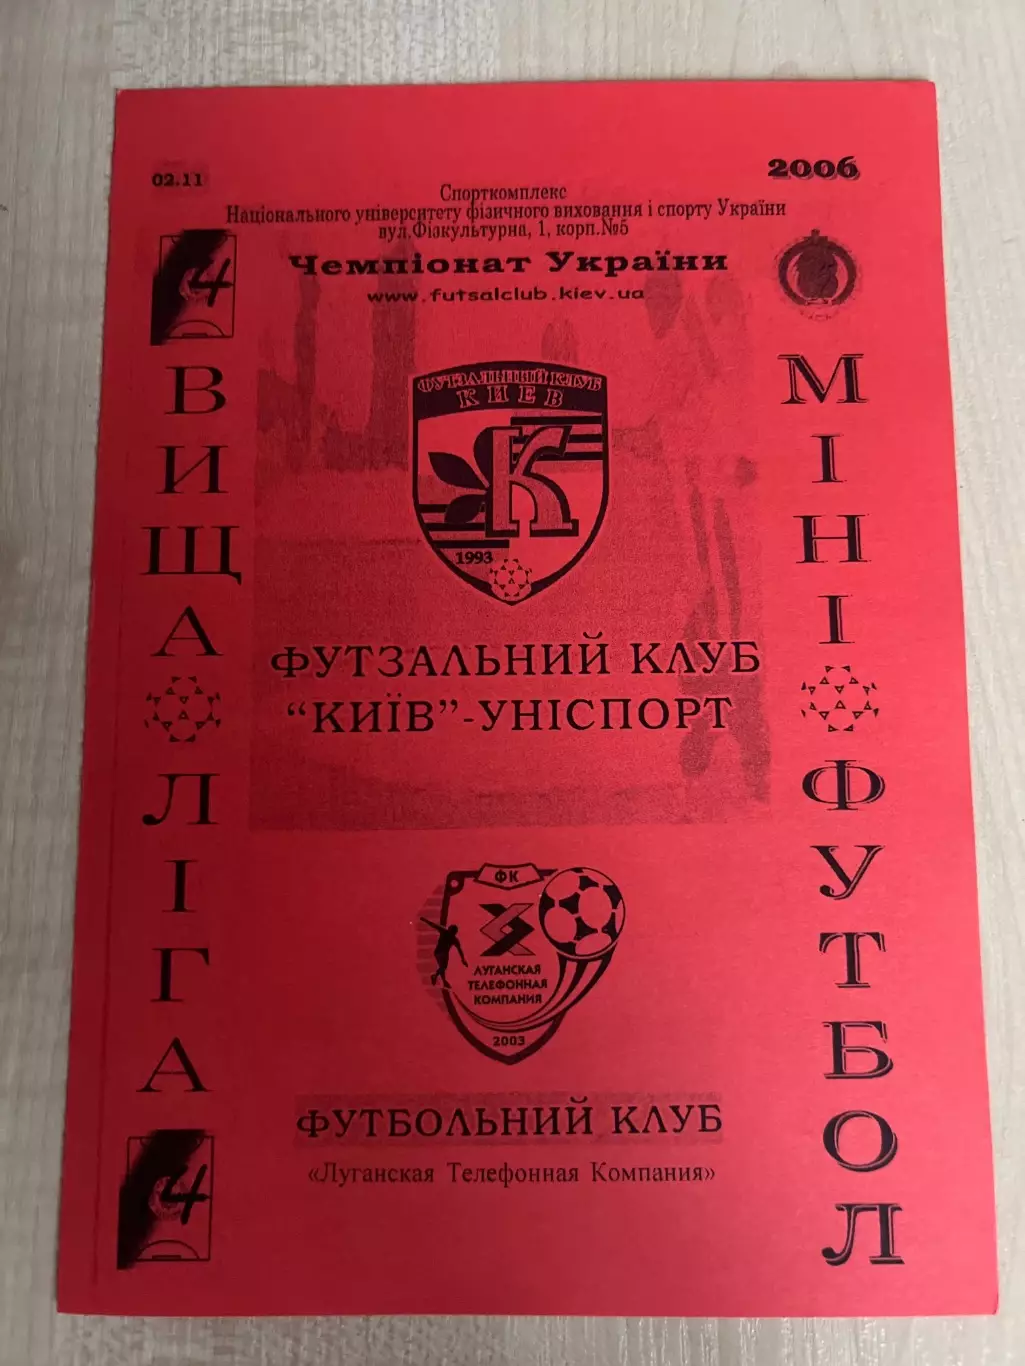 02.11
2006
Спорткомплекс
Національного університету фізичного виховання і спорту України
вул.Фізкультурна, 1, корп.№5
Чемпіонат України
www.futsalclub.kiev.ua
4
ВИЩА ЛІГА
МІНІ ФУТБОЛ
ФУТЗАЛЬНИЙ КЛУБ
КИЕВ
К
1993
ФУТЗАЛЬНИЙ КЛУБ
“КИЇВ”-УНІСПОРТ
ФК
ЛУГАНСКАЯ
ТЕЛЕФОННАЯ
КОМПАНИЯ
2003
ФУТБОЛЬНИЙ КЛУБ
«Луганская Телефонная Компания»
4